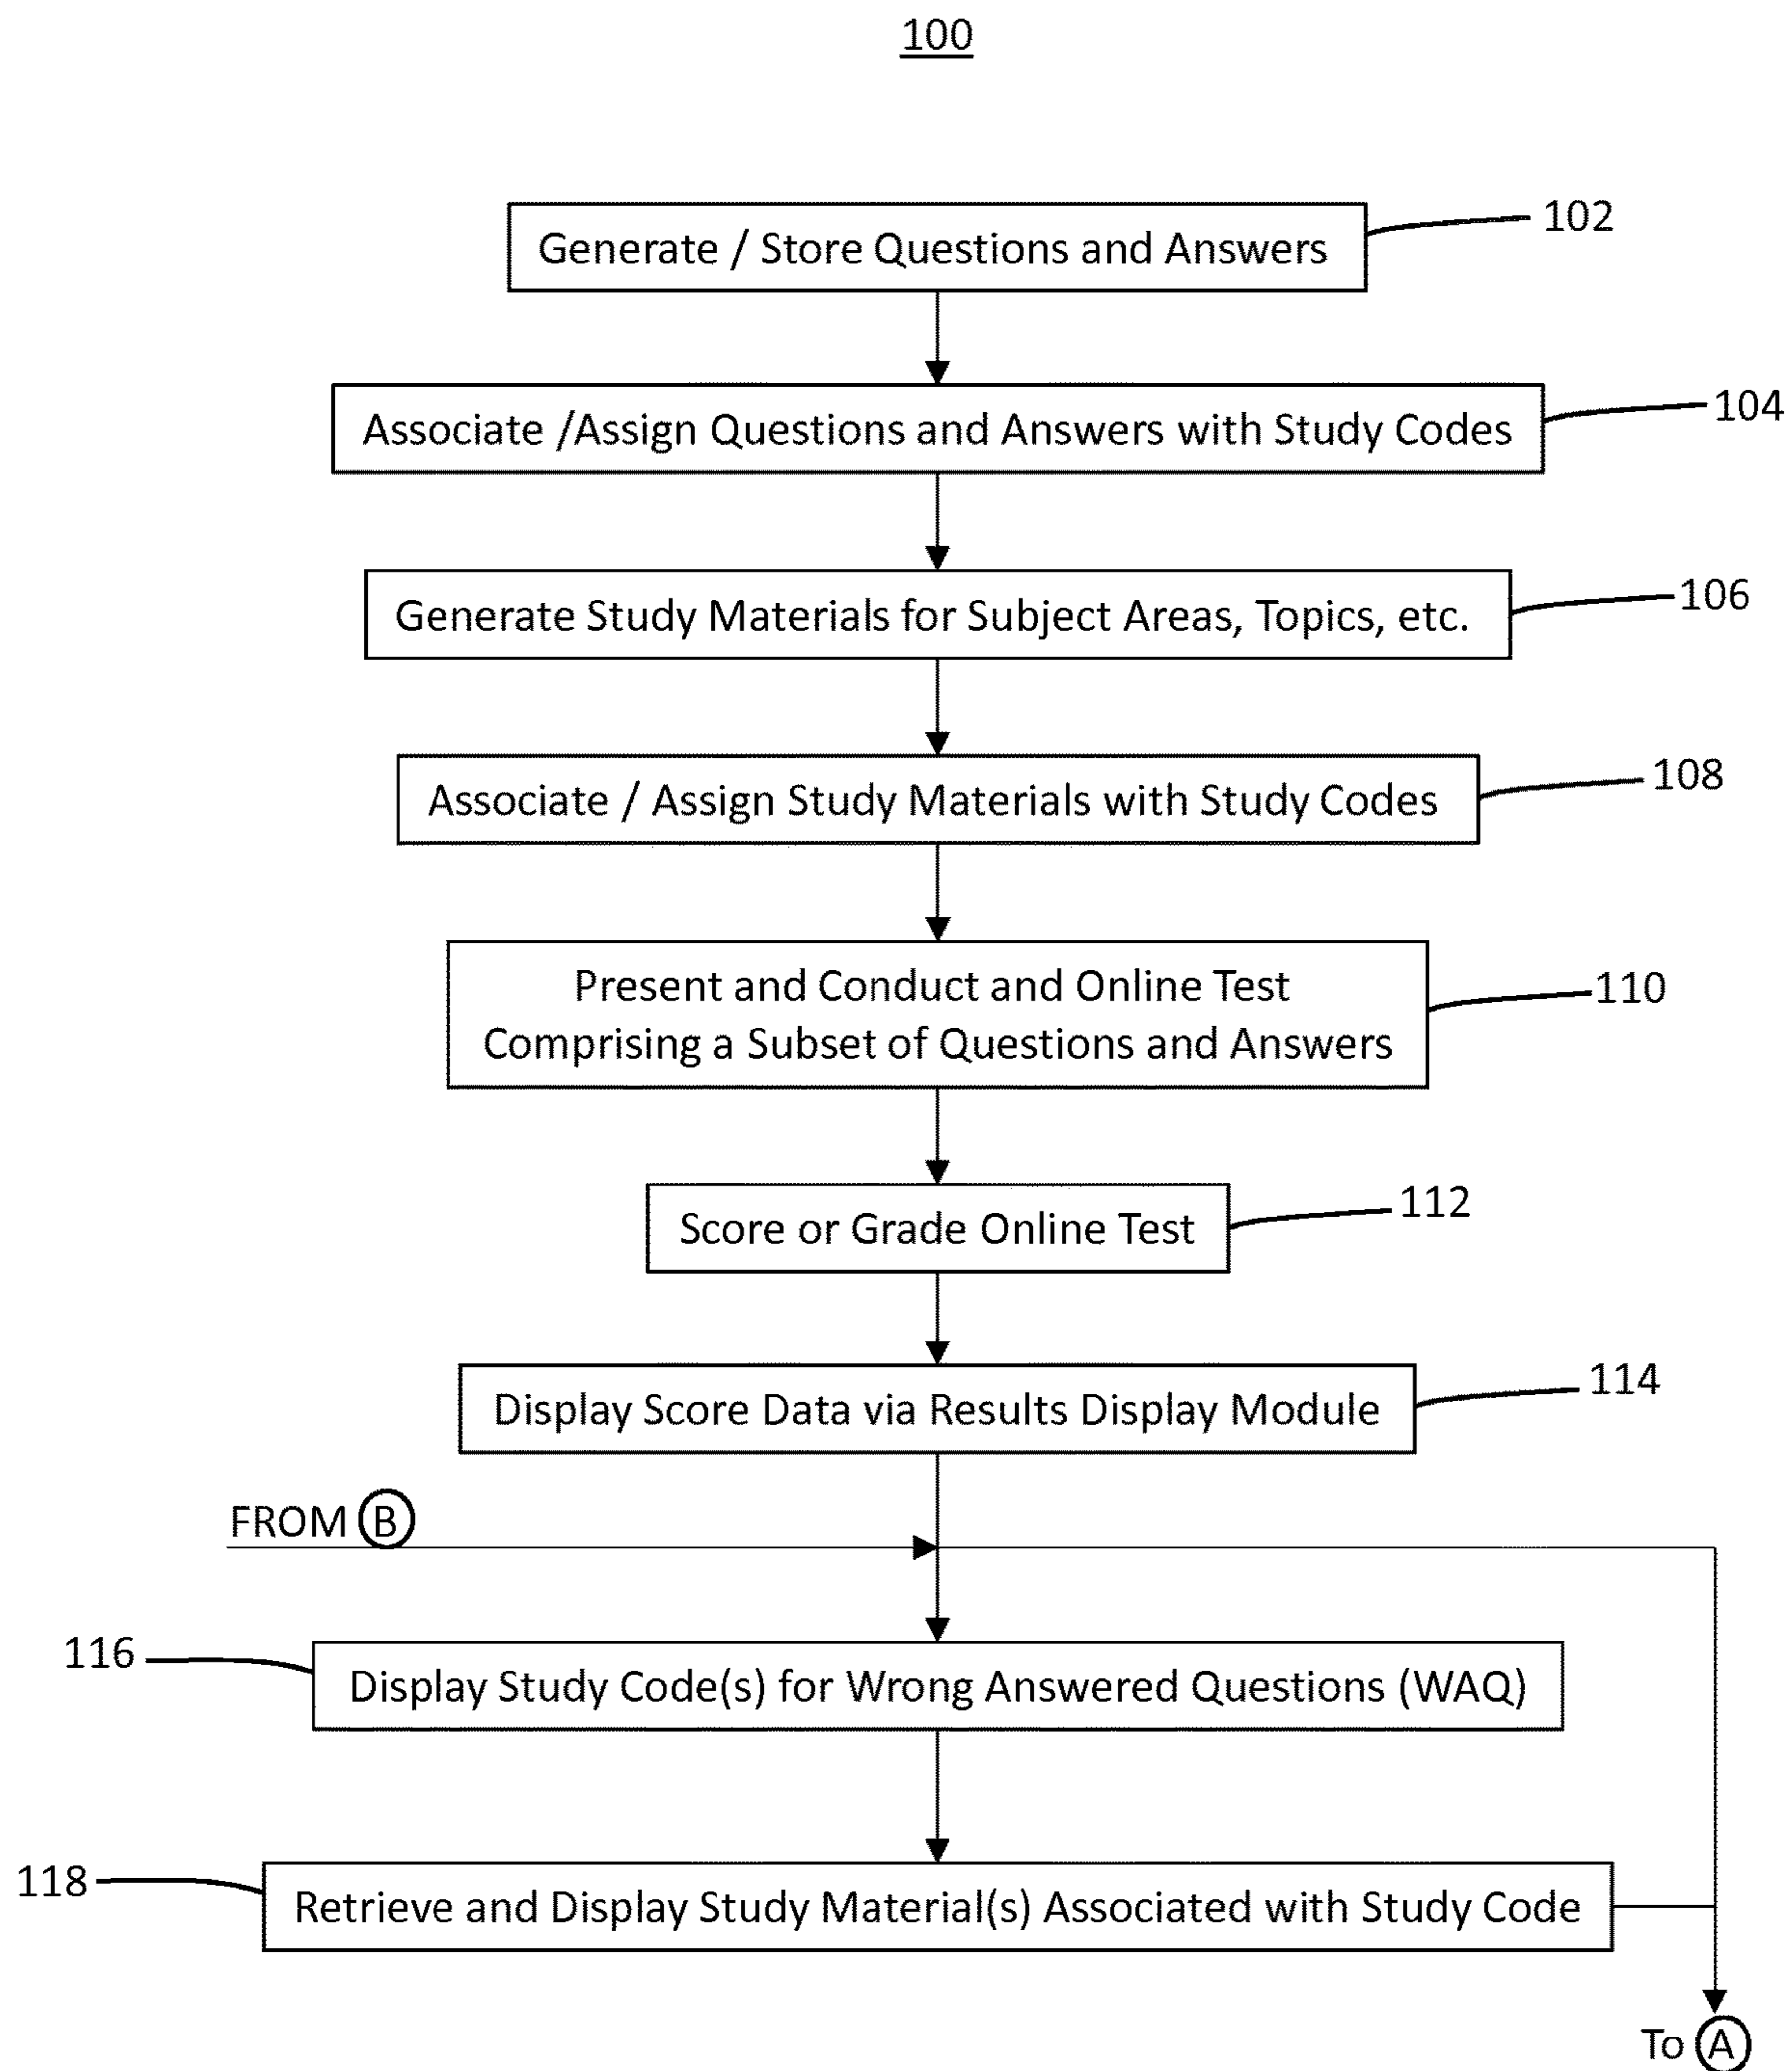 100
Generate / Store Questions and Answers
102
Associate /Assign Questions and Answers with Study Codes
104
Generate Study Materials for Subject Areas, Topics, etc.
106
Associate / Assign Study Materials with Study Codes
108
Present and Conduct and Online Test
Comprising a Subset of Questions and Answers
110
Score or Grade Online Test
112
Display Score Data via Results Display Module
114
FROM B
116
Display Study Code(s) for Wrong Answered Questions (WAQ)
118
Retrieve and Display Study Material(s) Associated with Study Code
To A